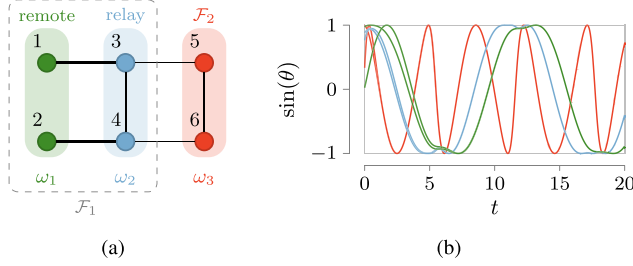 remote relay ℱ₂
1 3 5
2 4 6
ω₁ ω₂ ω₃
ℱ₁
(a)
sin(θ)
1
0
−1
0 5 10 15 20
t
(b)